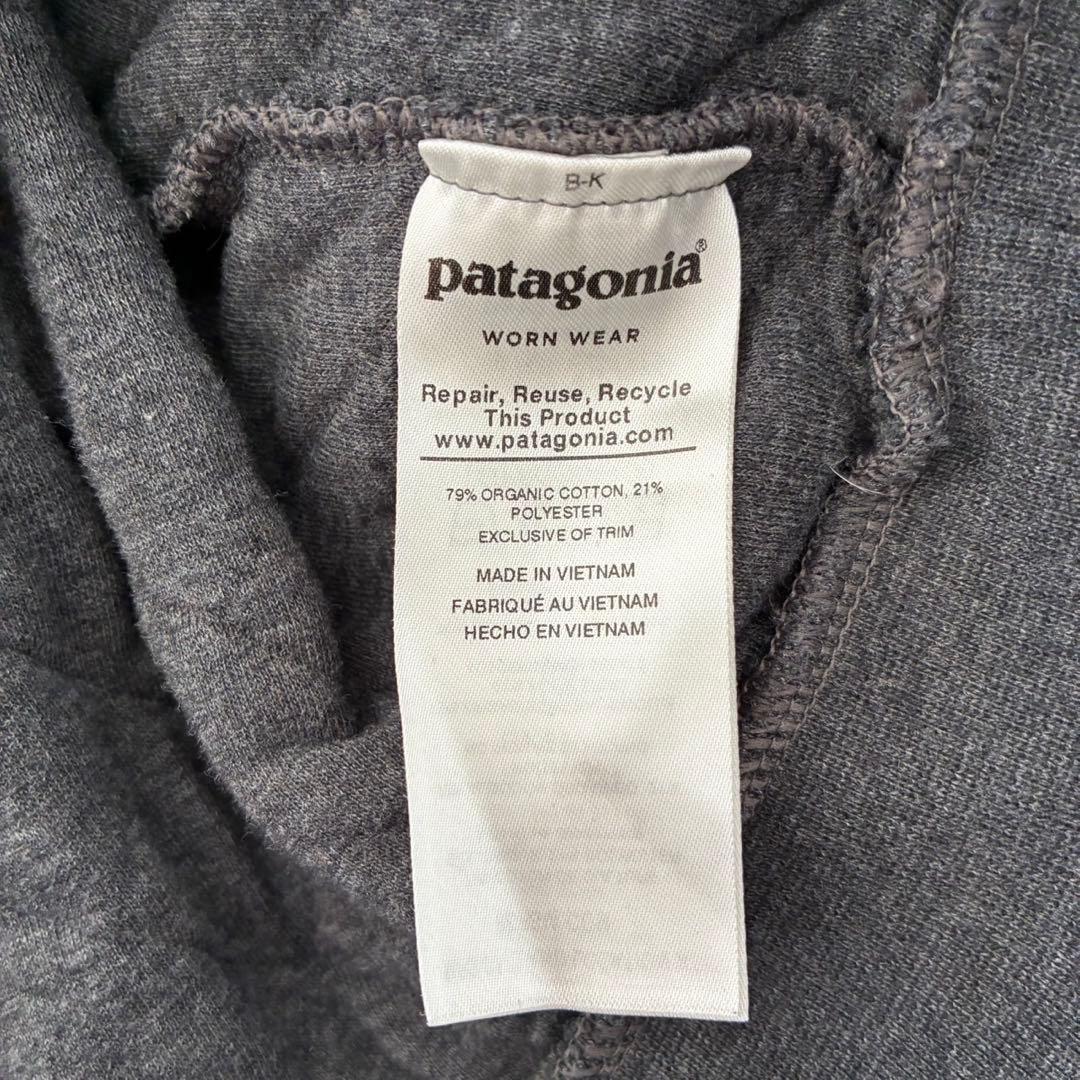 B-K
patagonia®
WORN WEAR
Repair, Reuse, Recycle
This Product
www.patagonia.com
79% ORGANIC COTTON, 21%
POLYESTER
EXCLUSIVE OF TRIM
MADE IN VIETNAM
FABRIQUÉ AU VIETNAM
HECHO EN VIETNAM